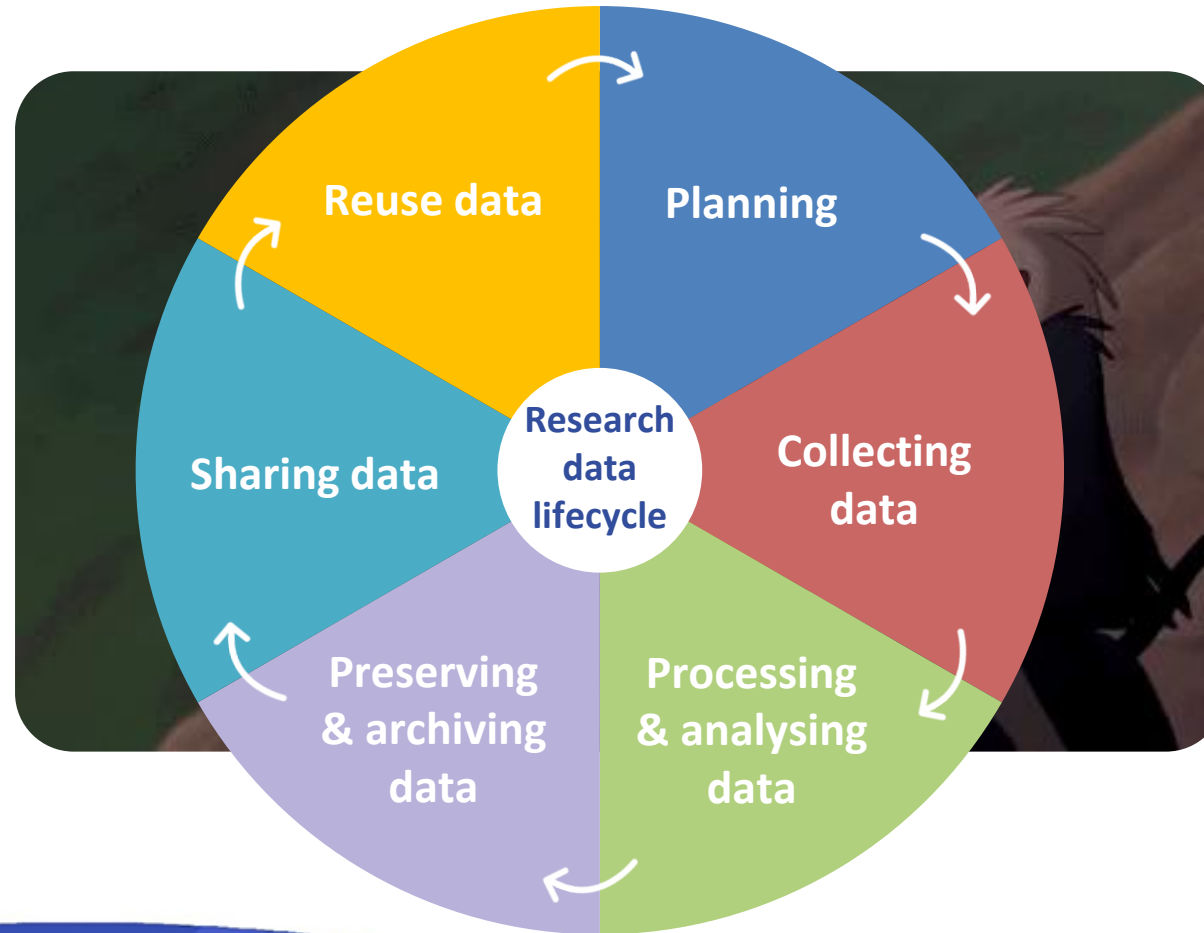 Reuse data
Planning
Collecting
data
Processing
& analysing
data
Preserving
& archiving
data
Sharing data
Research
data
lifecycle